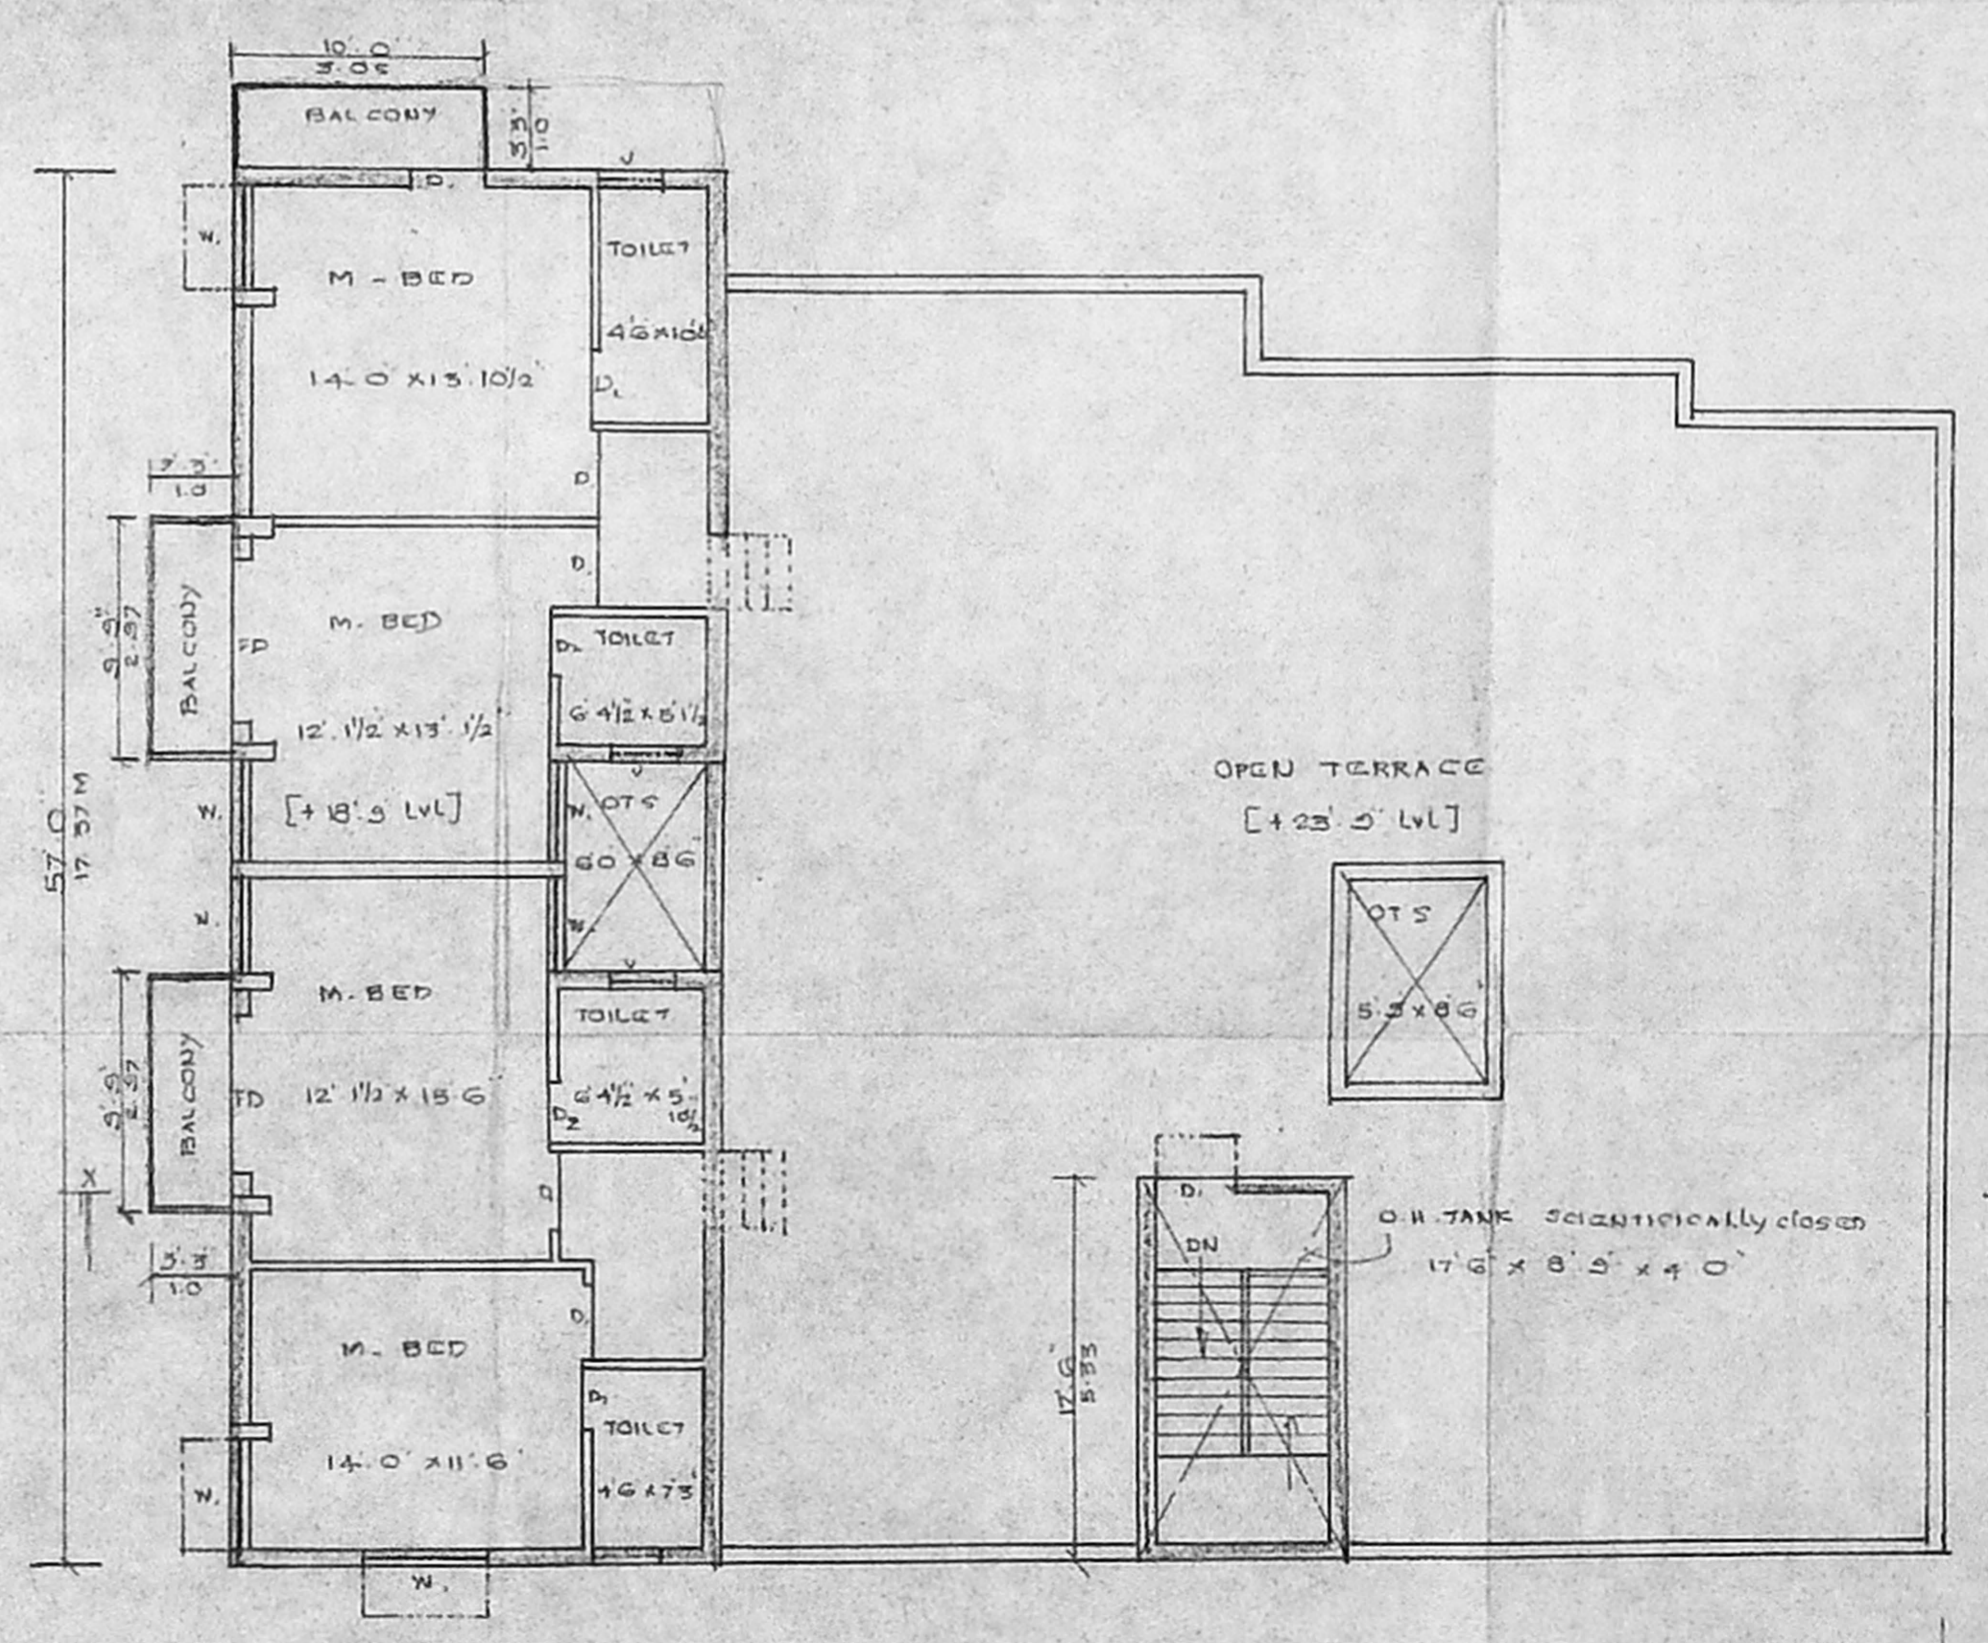 10' 0"
3.05
BALCONY
3'3"
1.0
V
D.
W.
M - BED
14' 0" x 13' 10½"
TOILET
4'6 x 10'
D.
3' 3"
1.0
D
D.
BALCONY
9'-9"
2.97
FD
M. BED
12'. 1½" x 13'. 1½"
[+ 18'. 9" LVL]
D2
TOILET
6' 4½" x 5' 1½
V
W.
W.
OTS
6'0" x 8'6"
57' 0"
17.37 M
W.
W.
V
M. BED
12' 1½" x 15' 6"
TOILET
6' 4½" x 5'-
10½
D2
FD
BALCONY
9'-9"
2.97
X
D
3'. 3"
1.0
D.
M. BED
14'. 0" x 11'. 6"
TOILET
4'6 x 7'3"
W.
W.
OPEN TERRACE
[+ 23'. 9" LVL]
OTS
5'.3" x 8'6"
D.
DN
O.H. TANK SCIENTIFICALLY closed
17' 6" x 8' 9" x 4' 0"
17'.6"
5.33